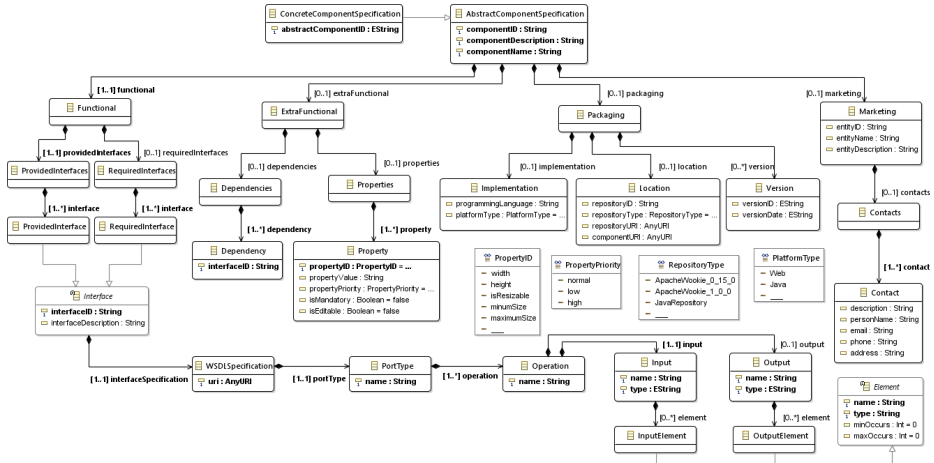 ConcreteComponentSpecification
abstractComponentID : EString
AbstractComponentSpecification
componentID : String
componentDescription : String
componentName : String
[1..1] functional
[0..1] extraFunctional
[0..1] packaging
[0..1] marketing
Functional
ExtraFunctional
Packaging
Marketing
entityID : String
entityName : String
entityDescription : String
[1..1] providedInterfaces
[0..1] requiredInterfaces
[0..1] dependencies
[0..1] properties
[0..1] implementation
[0..1] location
[0..*] version
[0..1] contacts
ProvidedInterfaces
RequiredInterfaces
Dependencies
Properties
Implementation
programmingLanguage : String
platformType : PlatformType = ...
Location
repositoryID : String
repositoryType : RepositoryType = ...
repositoryURI : AnyURI
componentURI : AnyURI
Version
versionID : EString
versionDate : EString
Contacts
[1..*] interface
[1..*] interface
[1..*] dependency
[1..*] property
[1..*] contact
ProvidedInterface
RequiredInterface
Dependency
interfaceID : String
Property
propertyID : PropertyID = ...
propertyValue : String
propertyPriority : PropertyPriority = ...
isMandatory : Boolean = false
isEditable : Boolean = false
PropertyID
width
height
isResizable
minumSize
maximumSize
___
PropertyPriority
normal
low
high
RepositoryType
ApacheWookie_0_15_0
ApacheWookie_1_0_0
JavaRepository
___
PlatformType
Web
Java
___
Contact
description : String
personName : String
email : String
phone : String
address : String
Interface
interfaceID : String
interfaceDescription : String
[1..1] interfaceSpecification
WSDLSpecification
uri : AnyURI
[1..1] portType
PortType
name : String
[1..*] operation
Operation
name : String
[1..1] input
[0..1] output
Input
name : String
type : EString
Output
name : String
type : EString
[0..*] element
[0..*] element
InputElement
OutputElement
Element
name : String
type : String
minOccurs : Int = 0
maxOccurs : Int = 0